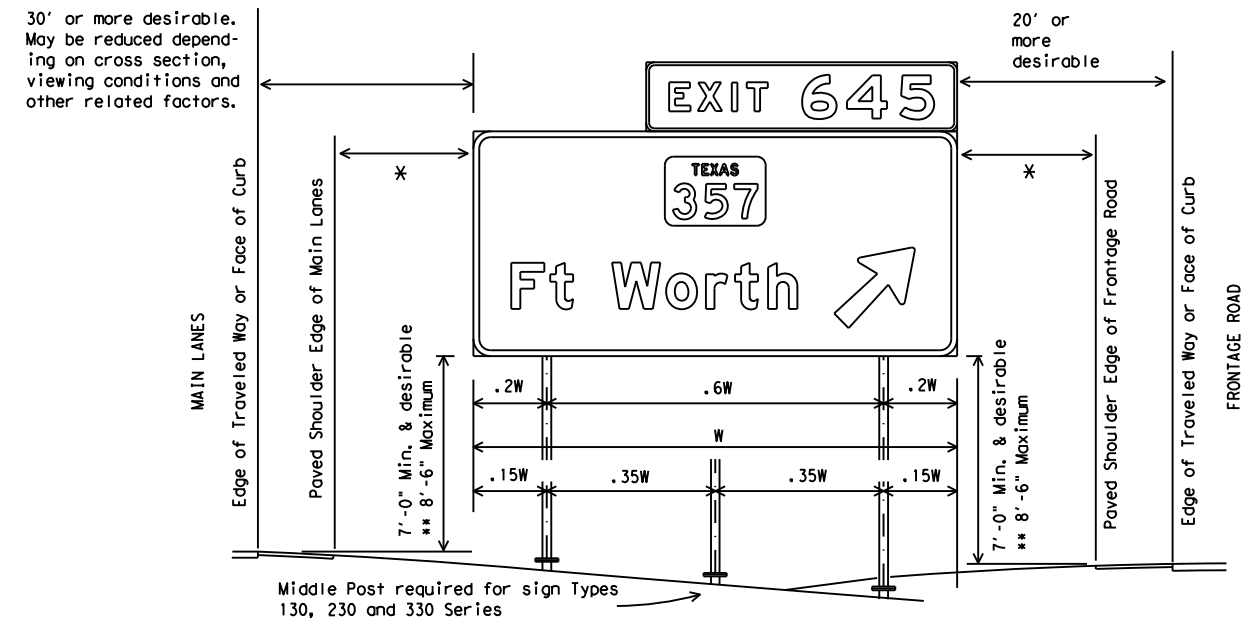 30' or more desirable.
May be reduced depend-
ing on cross section,
viewing conditions and
other related factors.
20' or
more
desirable
EXIT 645
TEXAS
357
Ft Worth
*
*
MAIN LANES
Edge of Traveled Way or Face of Curb
Paved Shoulder Edge of Main Lanes
7'-0" Min. & desirable
** 8'-6" Maximum
7'-0" Min. & desirable
** 8'-6" Maximum
Paved Shoulder Edge of Frontage Road
Edge of Traveled Way or Face of Curb
FRONTAGE ROAD
.2W .6W .2W
W
.15W .35W .35W .15W
Middle Post required for sign Types
130, 230 and 330 Series